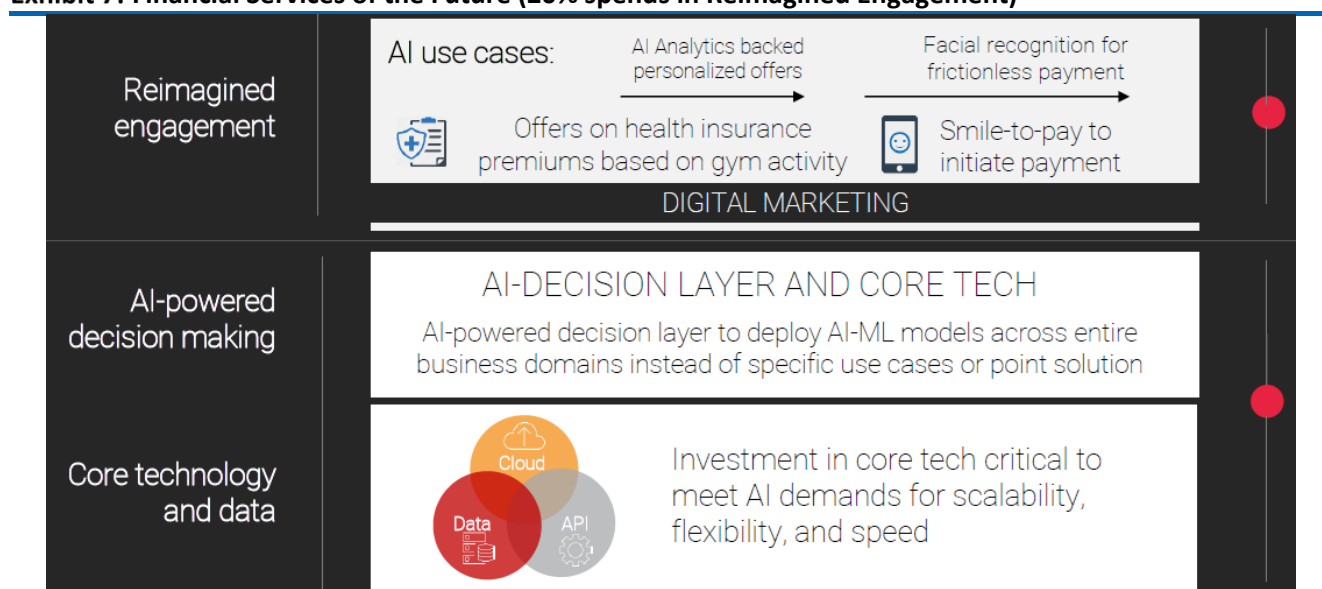 Exhibit 7: Financial Services of the Future (20% spends in Reimagined Engagement)
Reimagined
engagement
AI use cases:
AI Analytics backed
personalized offers
Facial recognition for
frictionless payment
Offers on health insurance
premiums based on gym activity
Smile-to-pay to
initiate payment
DIGITAL MARKETING
AI-powered
decision making
AI-DECISION LAYER AND CORE TECH
AI-powered decision layer to deploy AI-ML models across entire
business domains instead of specific use cases or point solution
Core technology
and data
Cloud
Data
API
Investment in core tech critical to
meet AI demands for scalability,
flexibility, and speed